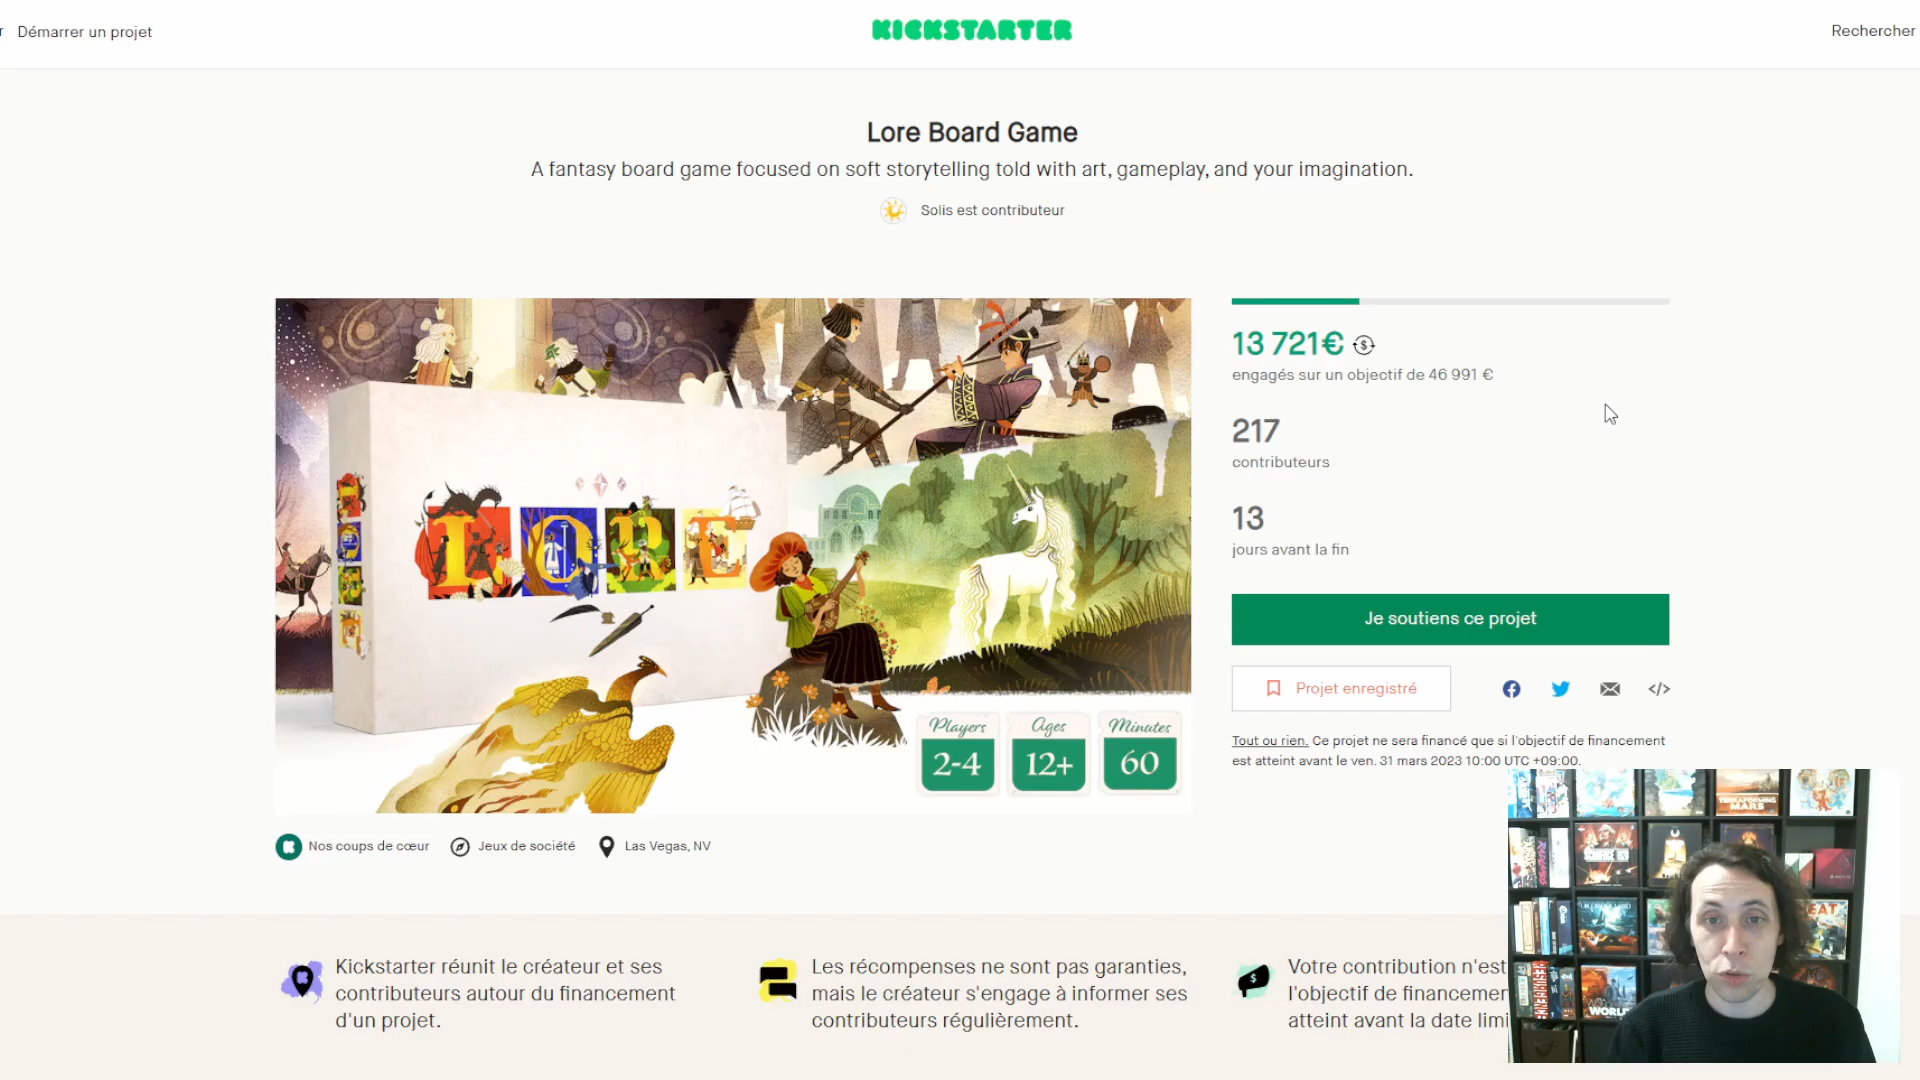 Démarrer un projet
KICKSTARTER
Rechercher
Lore Board Game
A fantasy board game focused on soft storytelling told with art, gameplay, and your imagination.
Solis est contributeur
LORE
Players
2-4
Ages
12+
Minutes
60
13 721€
engagés sur un objectif de 46 991 €
217
contributeurs
13
jours avant la fin
Je soutiens ce projet
Projet enregistré
Tout ou rien. Ce projet ne sera financé que si l'objectif de financement
est atteint avant le ven. 31 mars 2023 10:00 UTC +09:00.
Nos coups de cœur
Jeux de société
Las Vegas, NV
Kickstarter réunit le créateur et ses
contributeurs autour du financement
d'un projet.
Les récompenses ne sont pas garanties,
mais le créateur s'engage à informer ses
contributeurs régulièrement.
Votre contribution n'est
l'objectif de financemen
atteint avant la date limi
TERRAFORMING
MARS